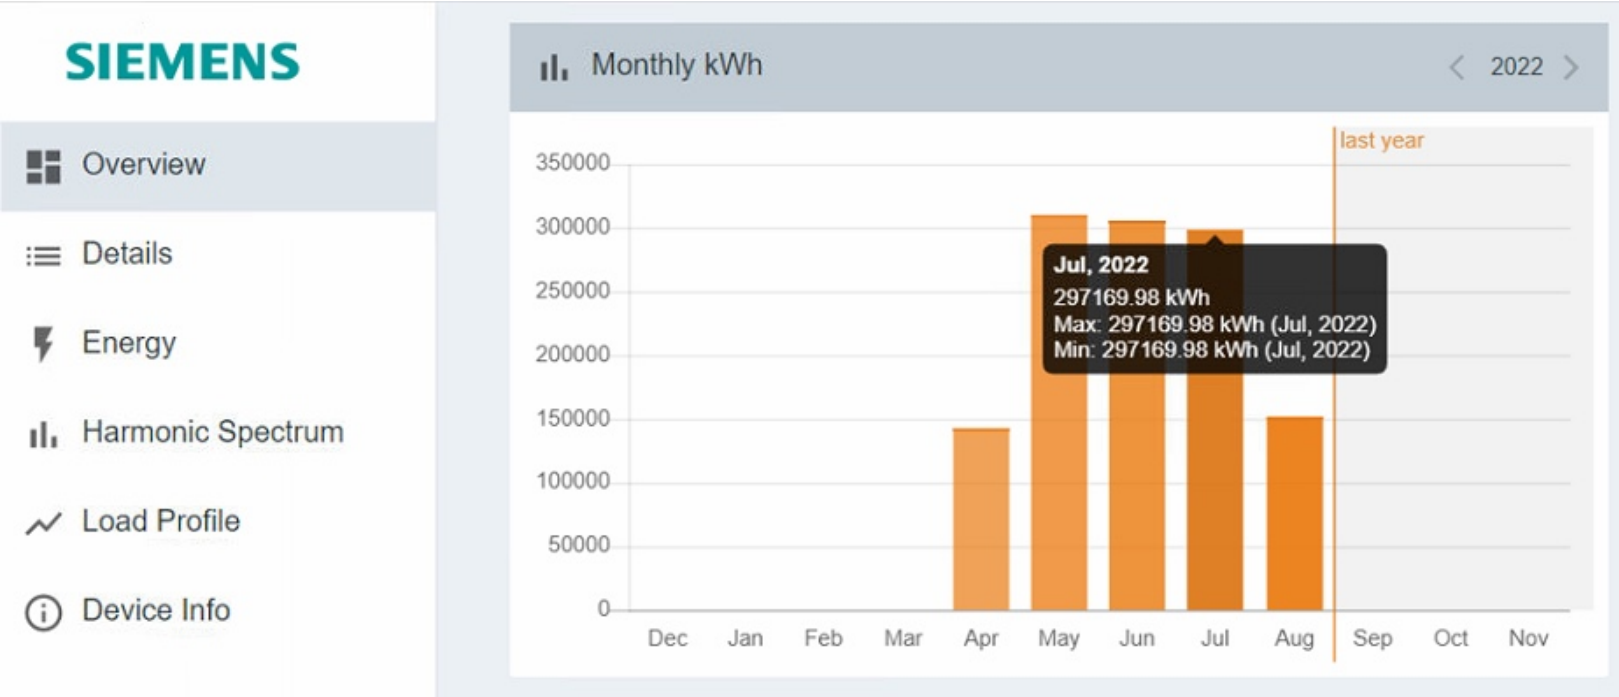 SIEMENS
Overview
Details
Energy
Harmonic Spectrum
Load Profile
Device Info
Monthly kWh
2022
last year
350000
300000
250000
200000
150000
100000
50000
0
Jul, 2022
297169.98 kWh
Max: 297169.98 kWh (Jul, 2022)
Min: 297169.98 kWh (Jul, 2022)
Dec Jan Feb Mar Apr May Jun Jul Aug Sep Oct Nov